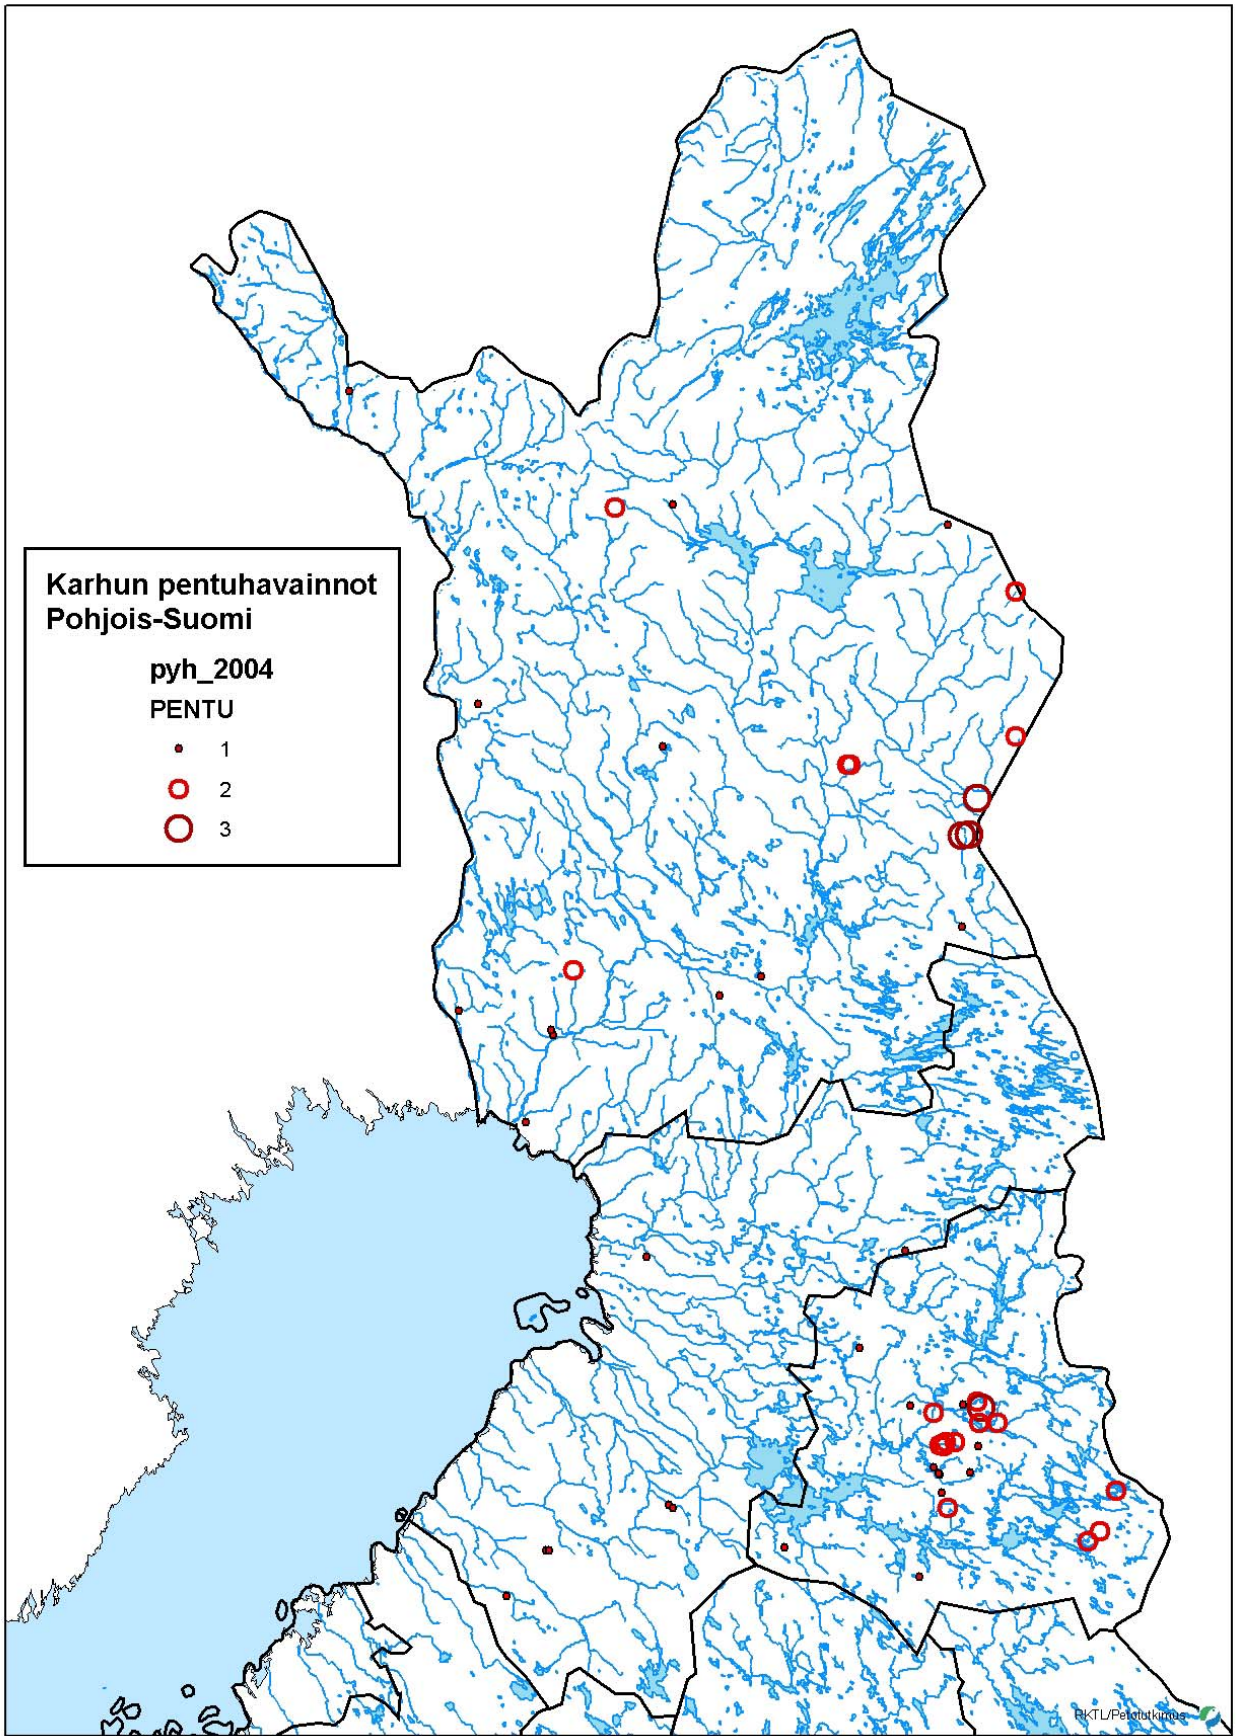 Karhun pentuhavainnot
Pohjois-Suomi
pyh_2004
PENTU
1
2
3
RKTL/Petotutkimus